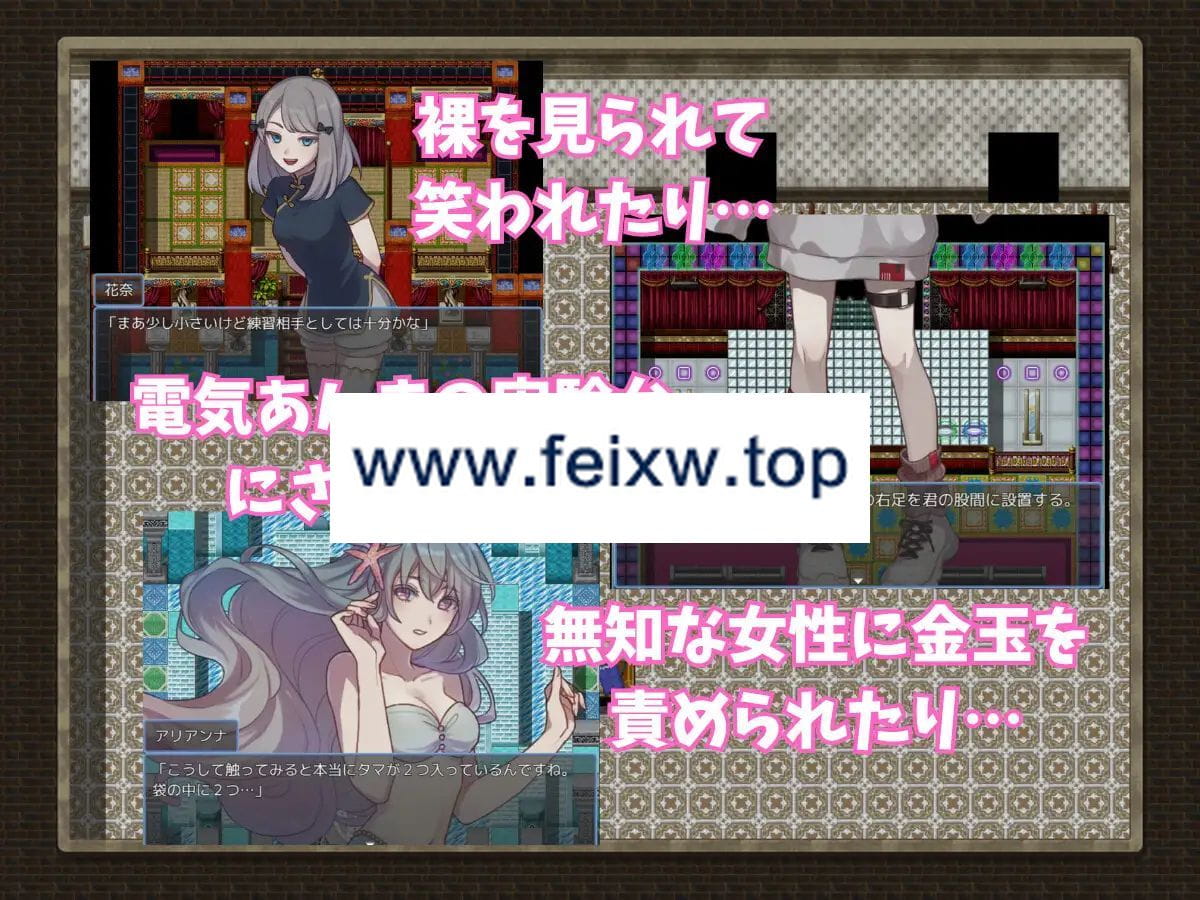 裸を見られて
笑われたり…
花奈
「まあ少し小さいけど練習相手としては十分かな」
電気あんまの実験台
にさ
www.feixw.top
右足を君の股間に設置する。
無知な女性に金玉を
責められたり…
アリアンナ
「こうして触ってみると本当にタマが2つ入っているんですね。
袋の中に2つ…」